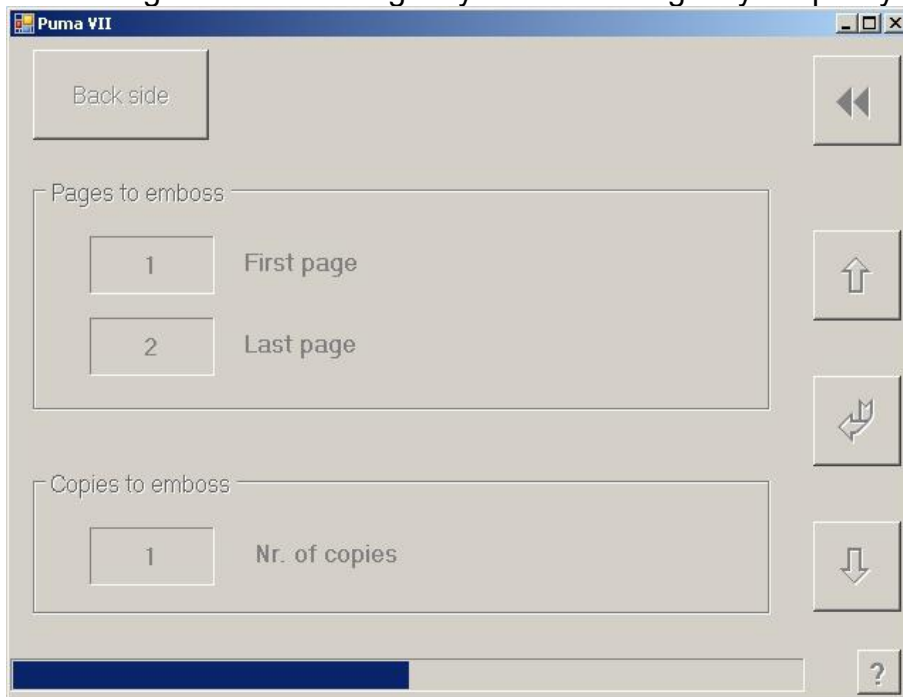 Puma VII
Back side
Pages to emboss
1 First page
2 Last page
Copies to emboss
1 Nr. of copies
?